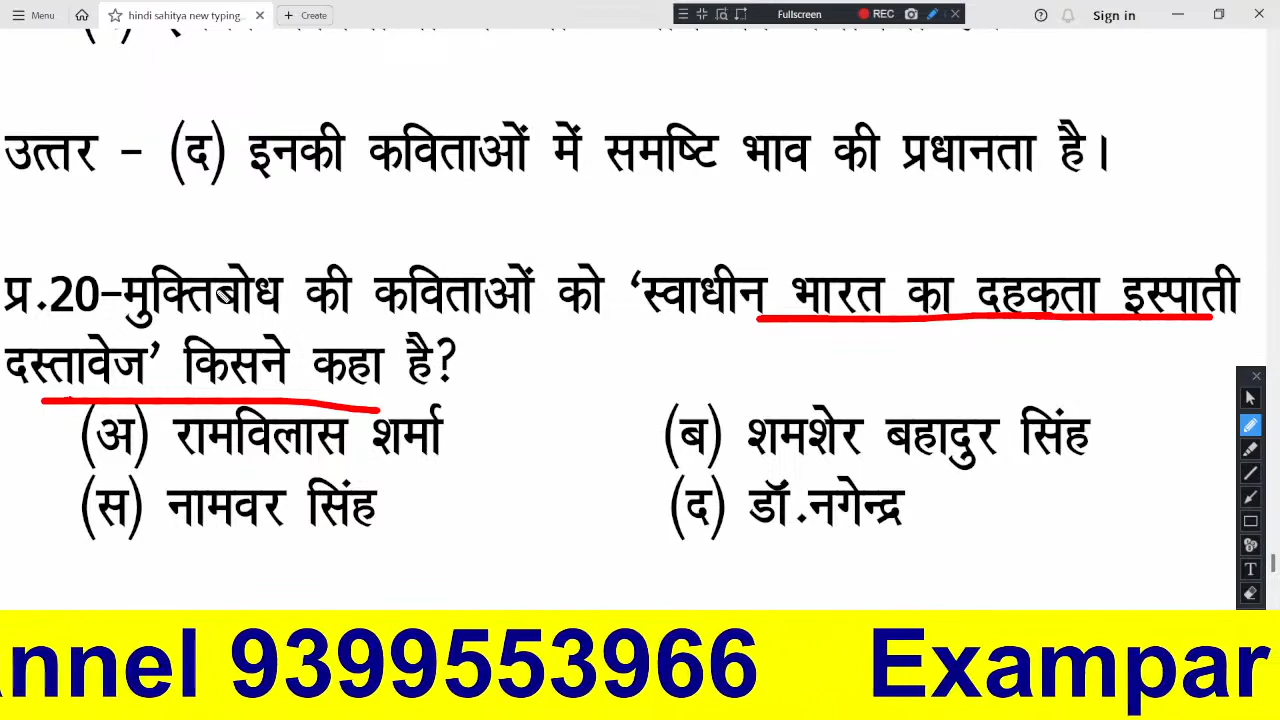 Menu
hindi sahitya new typing...
Create
Fullscreen
REC
Sign in
उत्तर - (द) इनकी कविताओं में समष्टि भाव की प्रधानता है।
प्र.20-मुक्तिबोध की कविताओं को ‘स्वाधीन भारत का दहकता इस्पाती
दस्तावेज’ किसने कहा है?
(अ) रामविलास शर्मा (ब) शमशेर बहादुर सिंह
(स) नामवर सिंह (द) डॉ.नगेन्द्र
nnel 9399553966 Exampar